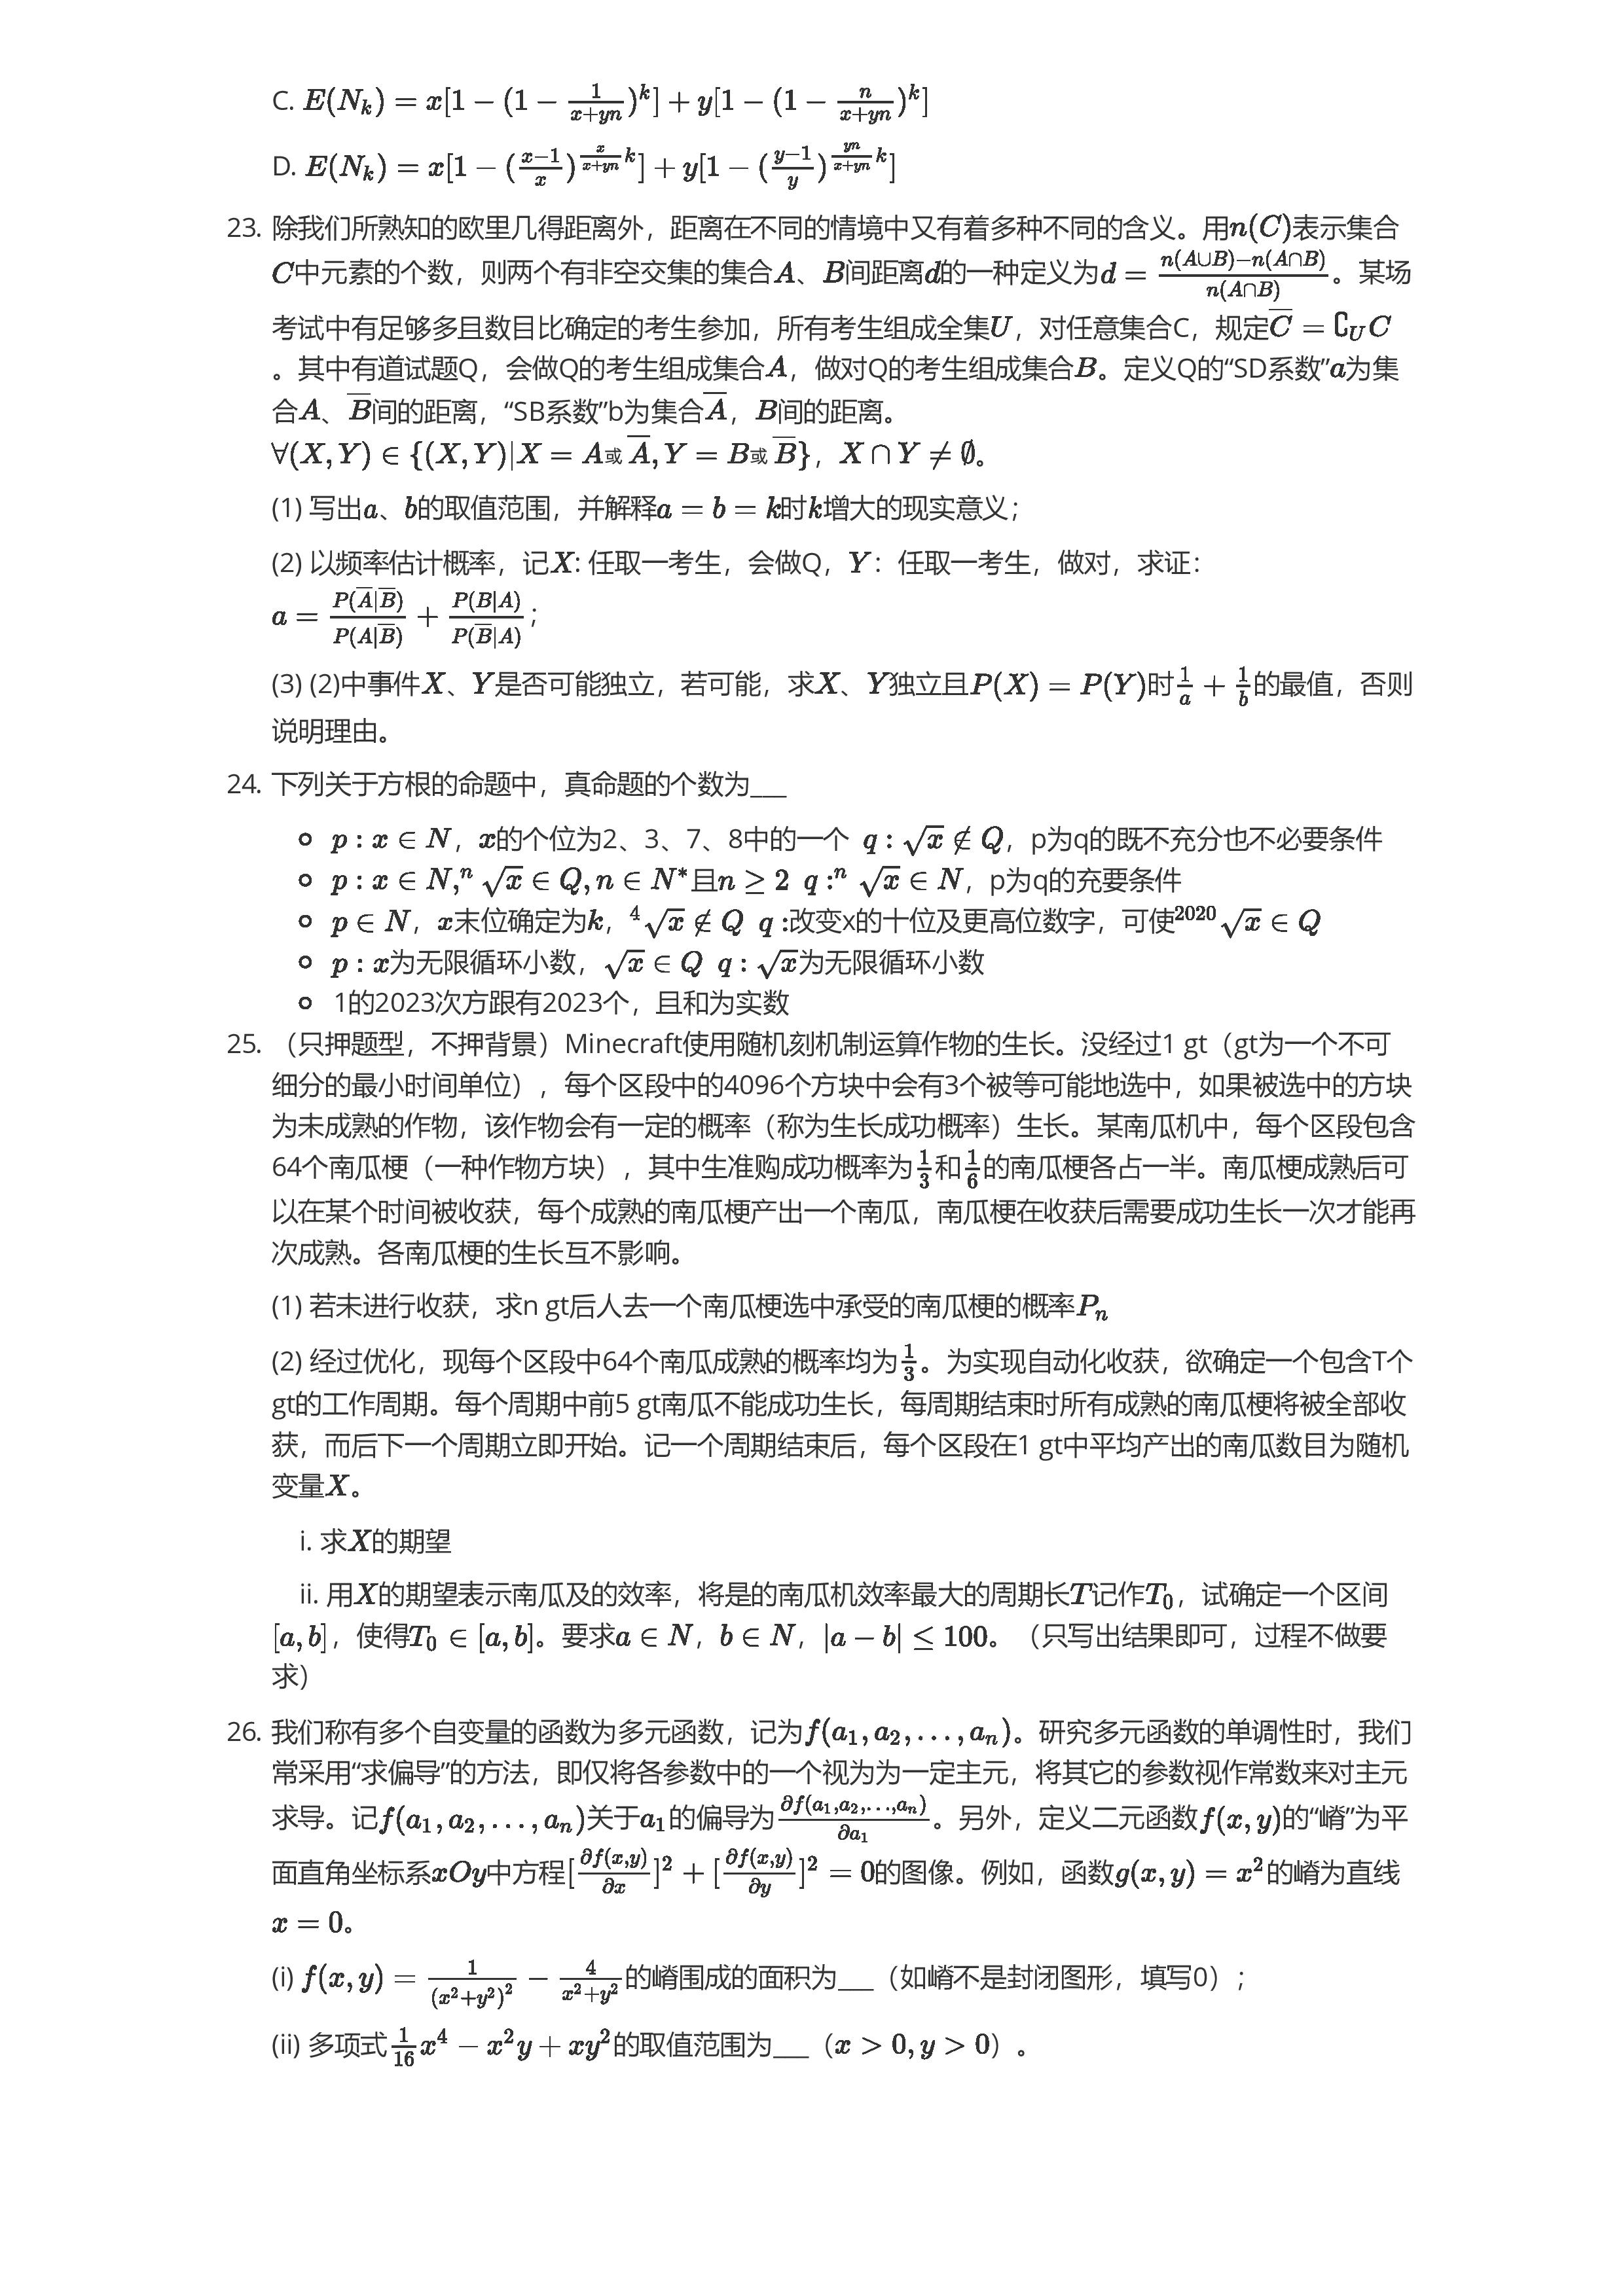 C. $E(N_k) = x[1-(1-\frac{1}{x+yn})^k]+y[1-(1-\frac{n}{x+yn})^k]$
D. $E(N_k) = x[1-(\frac{x-1}{x})^{\frac{x}{x+yn}k}]+y[1-(\frac{y-1}{y})^{\frac{yn}{x+yn}k}]$
23. 除我们所熟知的欧里几得距离外，距离在不同的情境中又有着多种不同的含义。用$n(C)$表示集合
$C$中元素的个数，则两个有非空交集的集合$A$、$B$间距离$d$的一种定义为$d=\frac{n(A\cup B)-n(A\cap B)}{n(A\cap B)}$。某场
考试中有足够多且数目比确定的考生参加，所有考生组成全集$U$，对任意集合C，规定$\overline{C}=\complement_U C$
。其中有道试题Q，会做Q的考生组成集合$A$，做对Q的考生组成集合$B$。定义Q的“SD系数”$a$为集
合$A$、$\overline{B}$间的距离，“SB系数”b为集合$\overline{A}$，$B$间的距离。
$\forall(X,Y)\in\{(X,Y)|X=A或\overline{A},Y=B或\overline{B}\}$，$X\cap Y\neq\emptyset$。
(1) 写出$a$、$b$的取值范围，并解释$a=b=k$时$k$增大的现实意义；
(2) 以频率估计概率，记$X$: 任取一考生，会做Q，$Y$：任取一考生，做对，求证：
$a=\frac{P(\overline{A}|\overline{B})}{P(A|\overline{B})}+\frac{P(B|A)}{P(\overline{B}|A)}$；
(3) (2)中事件$X$、$Y$是否可能独立，若可能，求$X$、$Y$独立且$P(X)=P(Y)$时$\frac{1}{a}+\frac{1}{b}$的最值，否则
说明理由。
24. 下列关于方根的命题中，真命题的个数为___
○ $p:x\in N$，$x$的个位为2、3、7、8中的一个 $q:\sqrt{x}\notin Q$，p为q的既不充分也不必要条件
○ $p:x\in N,^n\sqrt{x}\in Q,n\in N^*$且$n\geq 2$ $q:^n\sqrt{x}\in N$，p为q的充要条件
○ $p\in N$，$x$末位确定为$k$，$^4\sqrt{x}\notin Q$ $q:$改变x的十位及更高位数字，可使$^{2020}\sqrt{x}\in Q$
○ $p:x$为无限循环小数，$\sqrt{x}\in Q$ $q:\sqrt{x}$为无限循环小数
○ 1的2023次方跟有2023个，且和为实数
25. （只押题型，不押背景）Minecraft使用随机刻机制运算作物的生长。没经过1 gt（gt为一个不可
细分的最小时间单位），每个区段中的4096个方块中会有3个被等可能地选中，如果被选中的方块
为未成熟的作物，该作物会有一定的概率（称为生长成功概率）生长。某南瓜机中，每个区段包含
64个南瓜梗（一种作物方块），其中生准购成功概率为$\frac{1}{3}$和$\frac{1}{6}$的南瓜梗各占一半。南瓜梗成熟后可
以在某个时间被收获，每个成熟的南瓜梗产出一个南瓜，南瓜梗在收获后需要成功生长一次才能再
次成熟。各南瓜梗的生长互不影响。
(1) 若未进行收获，求n gt后人去一个南瓜梗选中承受的南瓜梗的概率$P_n$
(2) 经过优化，现每个区段中64个南瓜成熟的概率均为$\frac{1}{3}$。为实现自动化收获，欲确定一个包含T个
gt的工作周期。每个周期中前5 gt南瓜不能成功生长，每周期结束时所有成熟的南瓜梗将被全部收
获，而后下一个周期立即开始。记一个周期结束后，每个区段在1 gt中平均产出的南瓜数目为随机
变量$X$。
i. 求$X$的期望
ii. 用$X$的期望表示南瓜及的效率，将是的南瓜机效率最大的周期长$T$记作$T_0$，试确定一个区间
$[a,b]$，使得$T_0\in[a,b]$。要求$a\in N$，$b\in N$，$|a-b|\leq 100$。（只写出结果即可，过程不做要
求）
26. 我们称有多个自变量的函数为多元函数，记为$f(a_1,a_2,\ldots,a_n)$。研究多元函数的单调性时，我们
常采用“求偏导”的方法，即仅将各参数中的一个视为为一定主元，将其它的参数视作常数来对主元
求导。记$f(a_1,a_2,\ldots,a_n)$关于$a_1$的偏导为$\frac{\partial f(a_1,a_2,\ldots,a_n)}{\partial a_1}$。另外，定义二元函数$f(x,y)$的“嵴”为平
面直角坐标系$xOy$中方程$[\frac{\partial f(x,y)}{\partial x}]^2+[\frac{\partial f(x,y)}{\partial y}]^2=0$的图像。例如，函数$g(x,y)=x^2$的嵴为直线
$x=0$。
(i) $f(x,y)=\frac{1}{(x^2+y^2)^2}-\frac{4}{x^2+y^2}$的嵴围成的面积为___（如嵴不是封闭图形，填写0）；
(ii) 多项式$\frac{1}{16}x^4-x^2y+xy^2$的取值范围为___（$x>0,y>0$）。